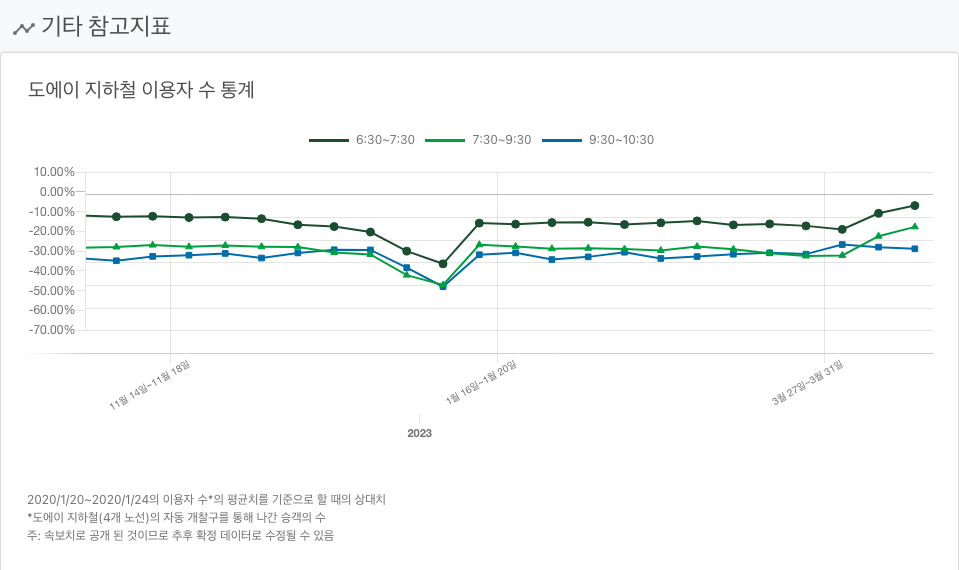 기타 참고지표
도에이 지하철 이용자 수 통계
6:30~7:30 7:30~9:30 9:30~10:30
10.00%
0.00%
-10.00%
-20.00%
-30.00%
-40.00%
-50.00%
-60.00%
-70.00%
11월 14일~11월 18일 1월 16일~1월 20일 3월 27일~3월 31일
2023
2020/1/20~2020/1/24의 이용자 수*의 평균치를 기준으로 할 때의 상대치
*도에이 지하철(4개 노선)의 자동 개찰구를 통해 나간 승객의 수
주: 속보치로 공개 된 것이므로 추후 확정 데이터로 수정될 수 있음